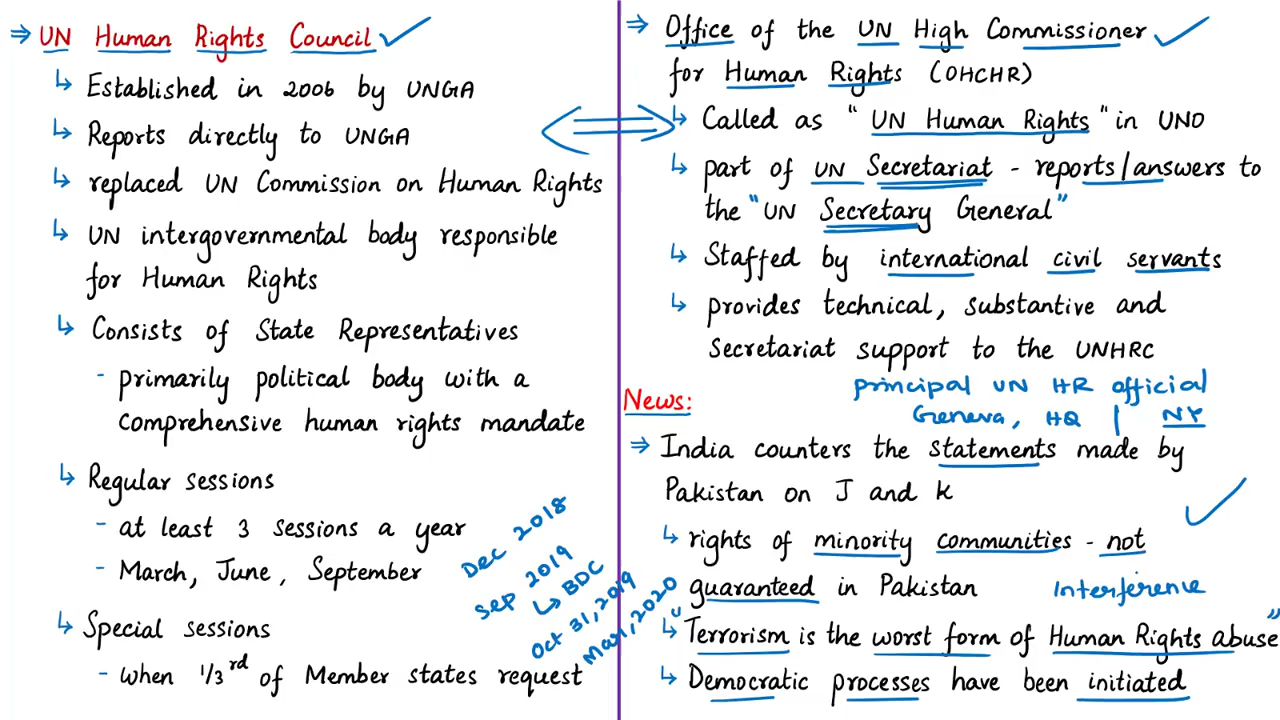 ⇒ UN Human Rights Council ✓
↳ Established in 2006 by UNGA
↳ Reports directly to UNGA
↳ replaced UN Commission on Human Rights
↳ UN intergovernmental body responsible
for Human Rights
↳ Consists of State Representatives
- primarily political body with a
comprehensive human rights mandate
↳ Regular sessions
- at least 3 sessions a year
- March, June, September
↳ Special sessions
- when 1/3rd of Member states request
Dec 2018
Sep 2019
↳ BDC
Oct 31, 2019
Mar, 2020
⇒ Office of the UN High Commissioner ✓
for Human Rights (OHCHR)
↳ Called as "UN Human Rights" in UNO
↳ part of UN Secretariat - reports/answers to
the "UN Secretary General"
↳ Staffed by international civil servants
↳ provides technical, substantive and
Secretariat support to the UNHRC
principal UN HR official
Geneva, HQ | NY
News:
⇒ India counters the statements made by
Pakistan on J and K
↳ rights of minority communities - not
guaranteed in Pakistan
Interference
↳ "Terrorism is the worst form of Human Rights abuse"
↳ Democratic processes have been initiated